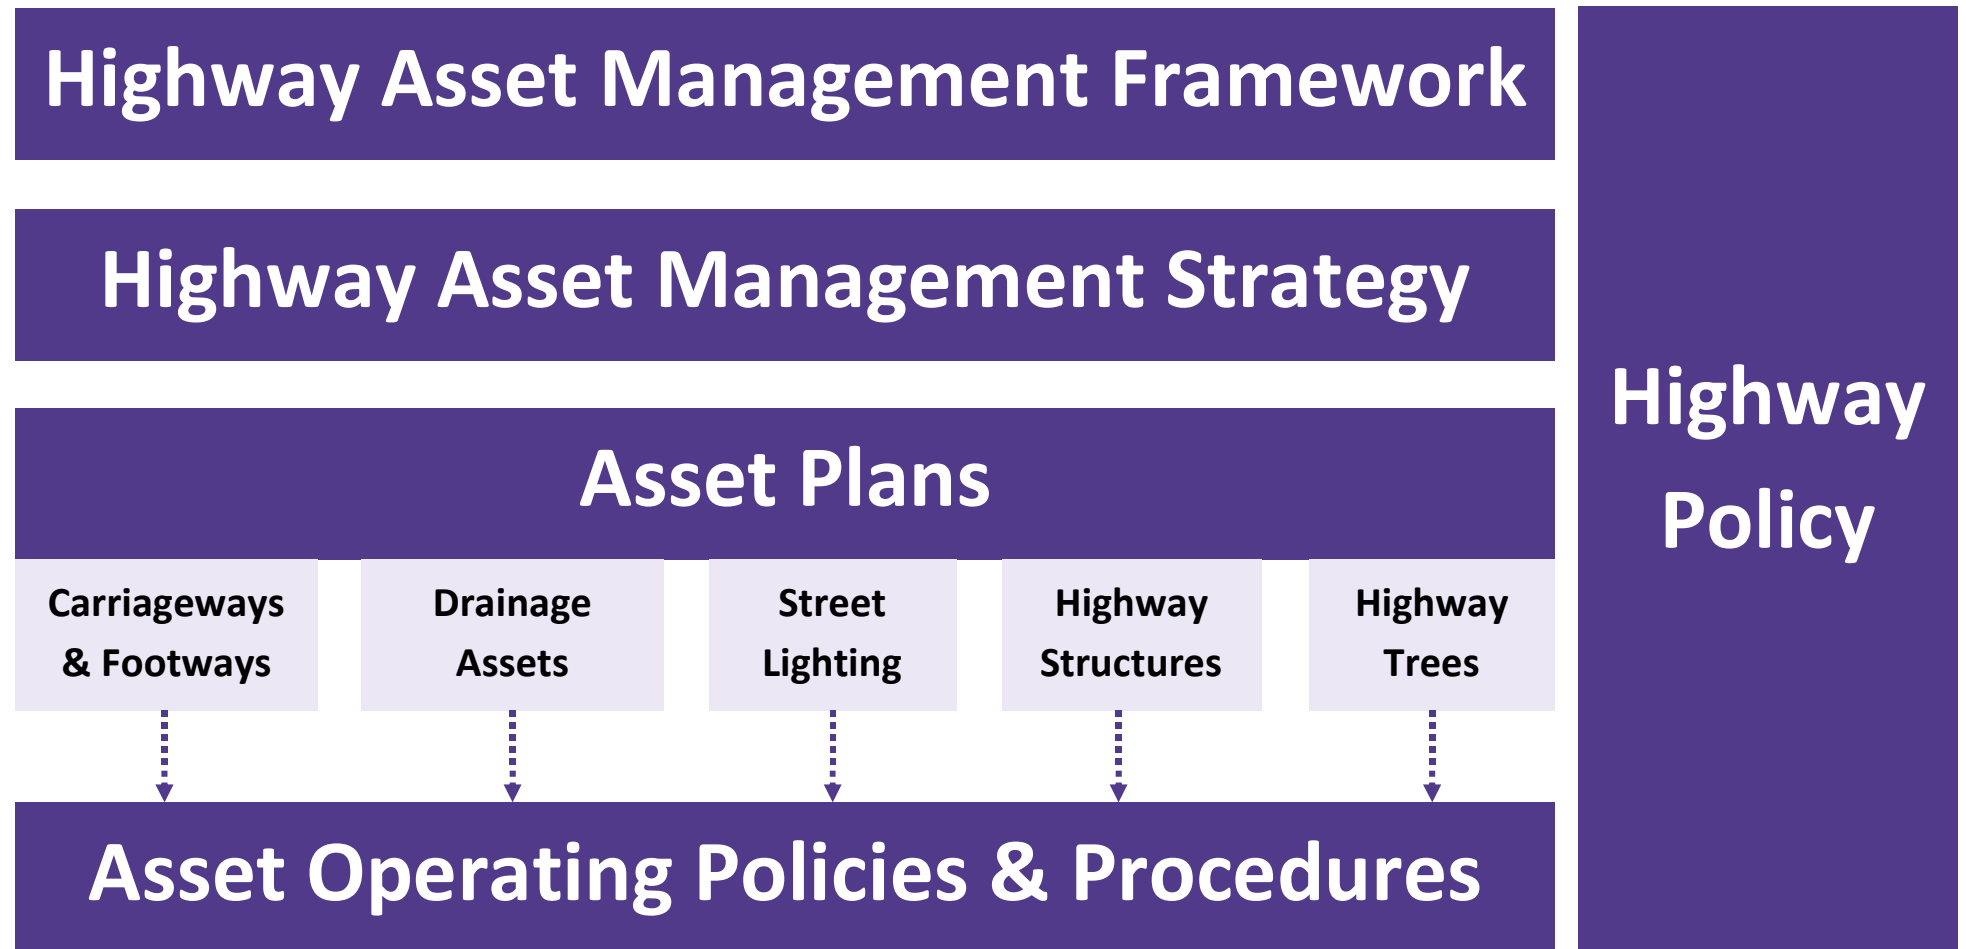 Highway Asset Management Framework
Highway Asset Management Strategy
Asset Plans
Carriageways
& Footways
Drainage
Assets
Street
Lighting
Highway
Structures
Highway
Trees
Asset Operating Policies & Procedures
Highway
Policy